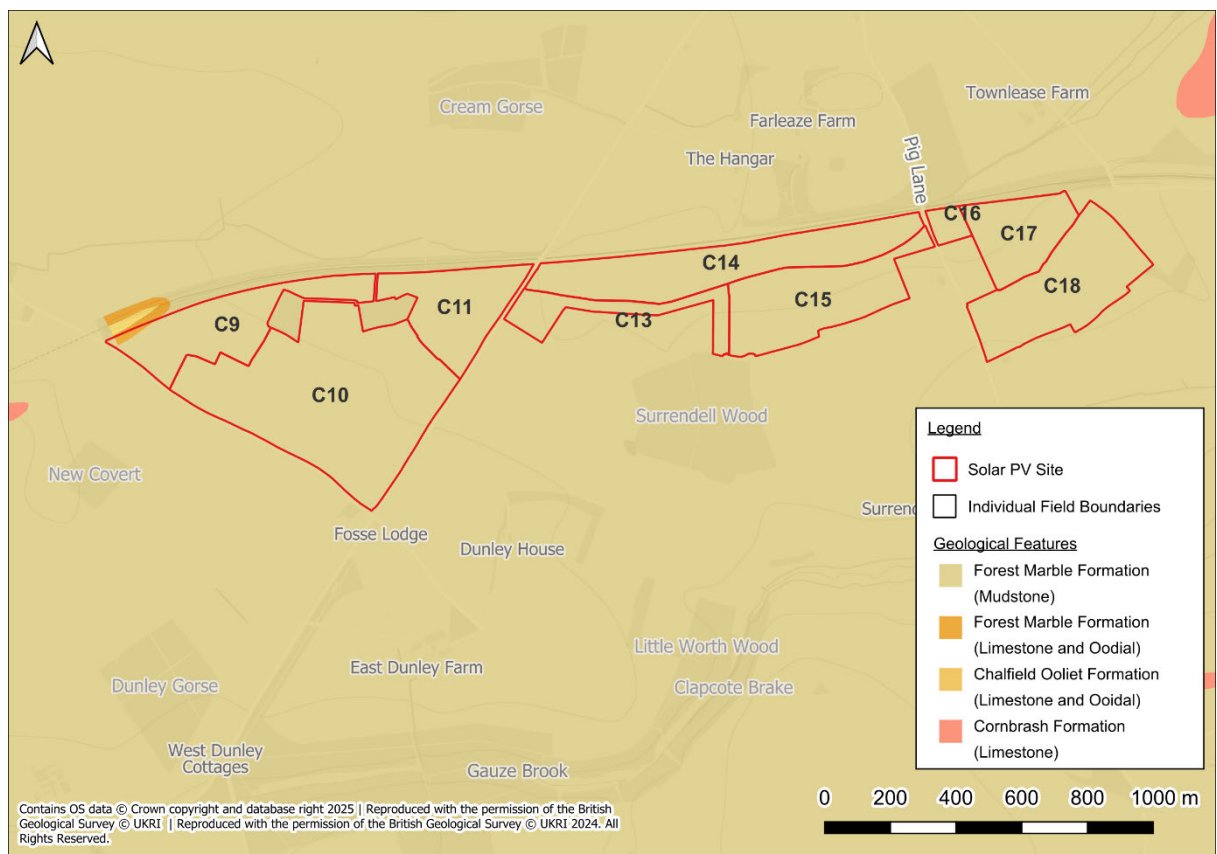 Cream Gorse
Townlease Farm
Farleaze Farm
The Hangar
Pig Lane
C16
C17
C14
C18
C15
C11
C9
C13
C10
Surrendell Wood
New Covert
Fosse Lodge
Dunley House
Surrend
Little Worth Wood
East Dunley Farm
Clapcote Brake
Dunley Gorse
West Dunley
Cottages
Gauze Brook
Legend
Solar PV Site
Individual Field Boundaries
Geological Features
Forest Marble Formation
(Mudstone)
Forest Marble Formation
(Limestone and Oodial)
Chalfield Ooliet Formation
(Limestone and Ooidal)
Cornbrash Formation
(Limestone)
0 200 400 600 800 1000 m
Contains OS data © Crown copyright and database right 2025 | Reproduced with the permission of the British
Geological Survey © UKRI | Reproduced with the permission of the British Geological Survey © UKRI 2024. All
Rights Reserved.